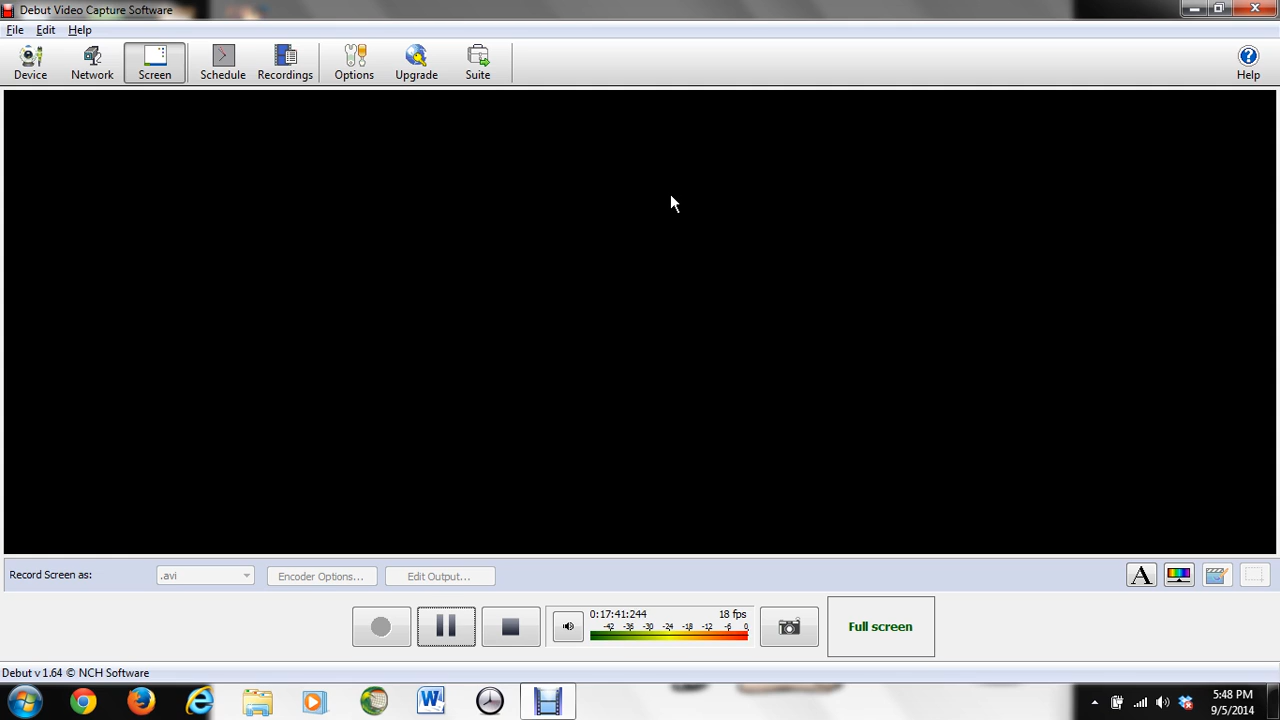 Debut Video Capture Software
File Edit Help
Device Network Screen Schedule Recordings Options Upgrade Suite Help
Record Screen as: .avi Encoder Options... Edit Output... A
0:17:41:244 18 fps
-42 -36 -30 -24 -18 -12 -6 0
Full screen
Debut v 1.64 © NCH Software
5:48 PM
9/5/2014